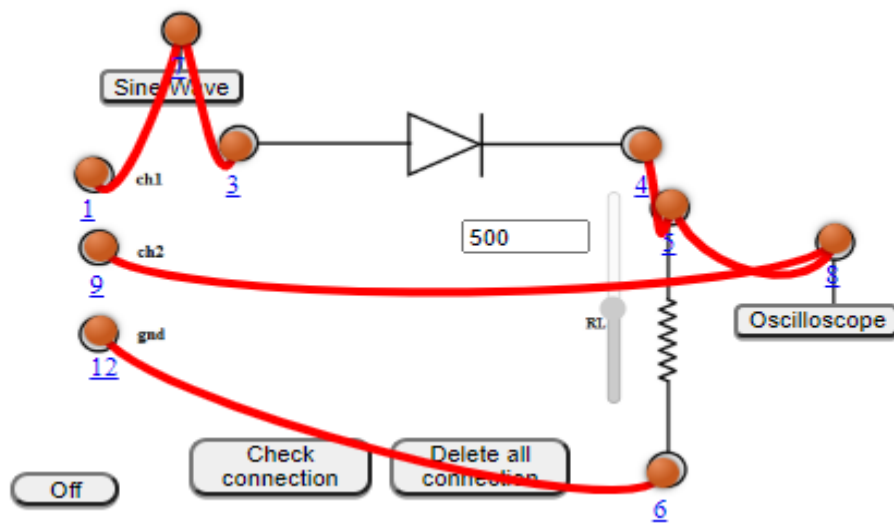 Sine Wave
ch1
1
3
4
500
5
ch2
9
8
RL
Oscilloscope
gnd
12
Check
connection
Delete all
connection
Off
6